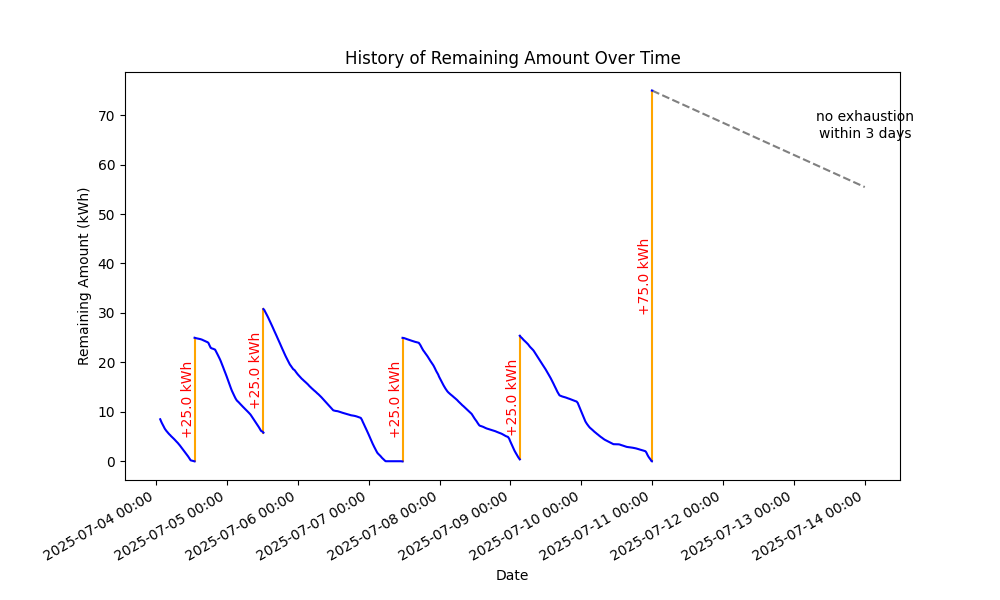 History of Remaining Amount Over Time
Remaining Amount (kWh)
70
60
50
40
30
20
10
0
+25.0 kWh
+25.0 kWh
+25.0 kWh
+25.0 kWh
+75.0 kWh
no exhaustion
within 3 days
2025-07-04 00:00
2025-07-05 00:00
2025-07-06 00:00
2025-07-07 00:00
2025-07-08 00:00
2025-07-09 00:00
2025-07-10 00:00
2025-07-11 00:00
2025-07-12 00:00
2025-07-13 00:00
2025-07-14 00:00
Date